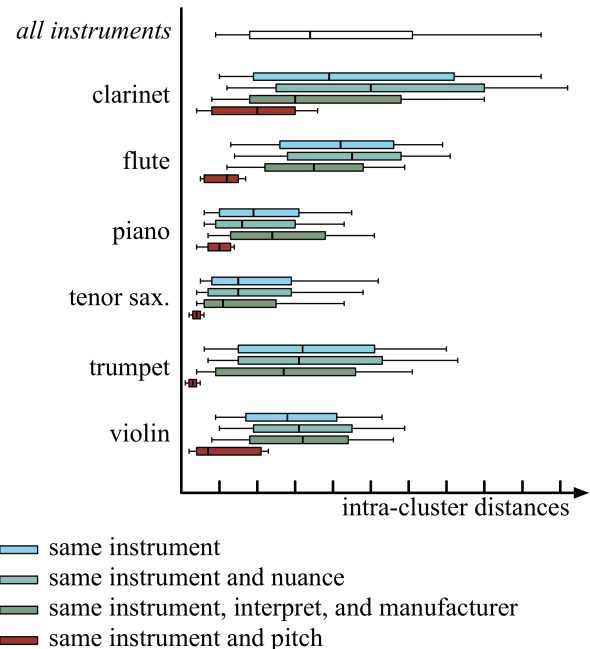 all instruments
clarinet
flute
piano
tenor sax.
trumpet
violin
intra-cluster distances
same instrument
same instrument and nuance
same instrument, interpret, and manufacturer
same instrument and pitch